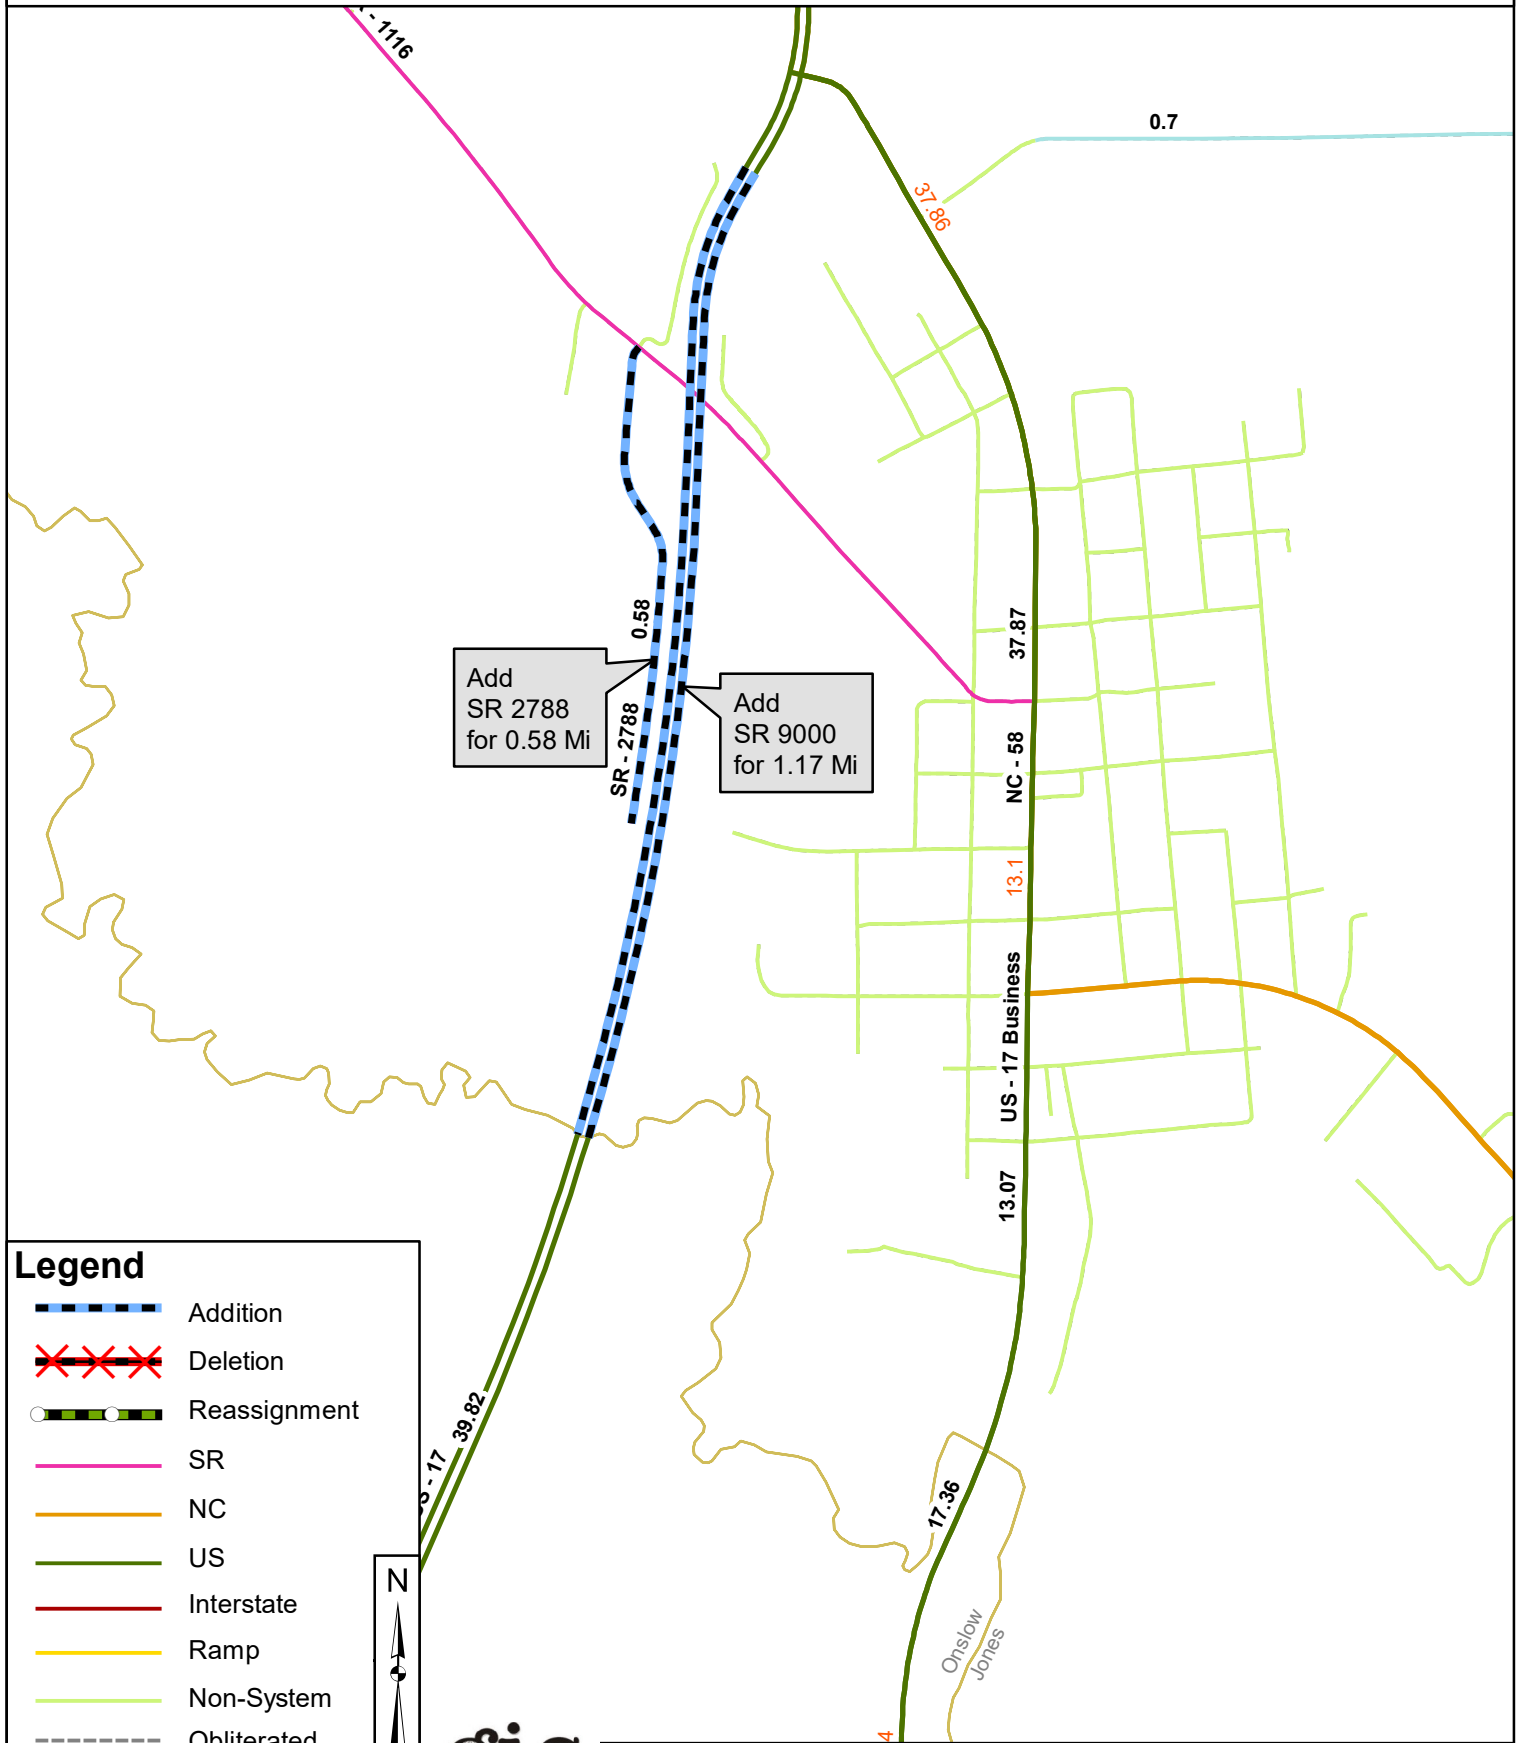 - 1116
0.7
37.86
0.58
37.87
Add
SR 2788
for 0.58 Mi
Add
SR 9000
for 1.17 Mi
SR - 2788
NC - 58
13.1
US - 17 Business
13.07
Legend
Addition
Deletion
Reassignment
SR
NC
US
Interstate
Ramp
Non-System
Obliterated
39.82
- 17
N
17.36
Onslow
Jones
4